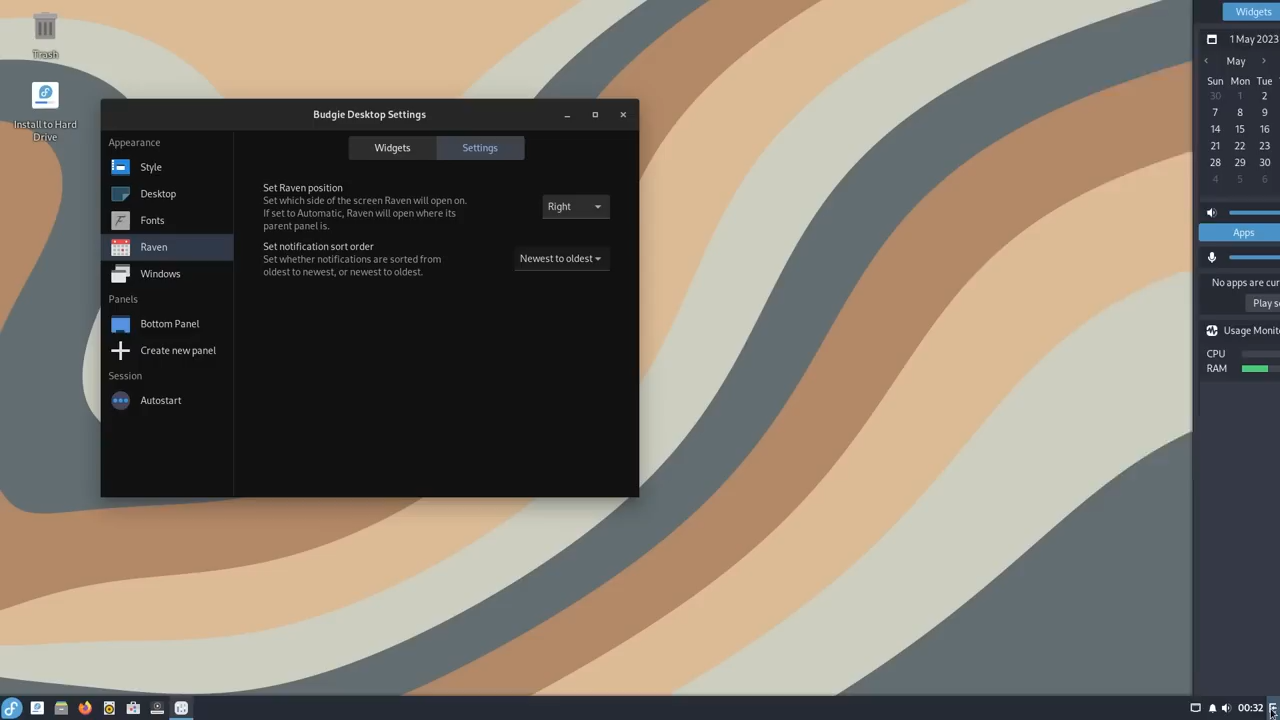 Trash
Install to Hard
Drive
Budgie Desktop Settings
Appearance
Style
Desktop
Fonts
Raven
Windows
Panels
Bottom Panel
Create new panel
Session
Autostart
Widgets Settings
Set Raven position
Set which side of the screen Raven will open on.
If set to Automatic, Raven will open where its
parent panel is.
Right
Set notification sort order
Set whether notifications are sorted from
oldest to newest, or newest to oldest.
Newest to oldest
Widgets
1 May 2023
May
Sun Mon Tue
30 1 2
7 8 9
14 15 16
21 22 23
28 29 30
4 5 6
Apps
No apps are cur
Play s
Usage Monit
CPU
RAM
00:32